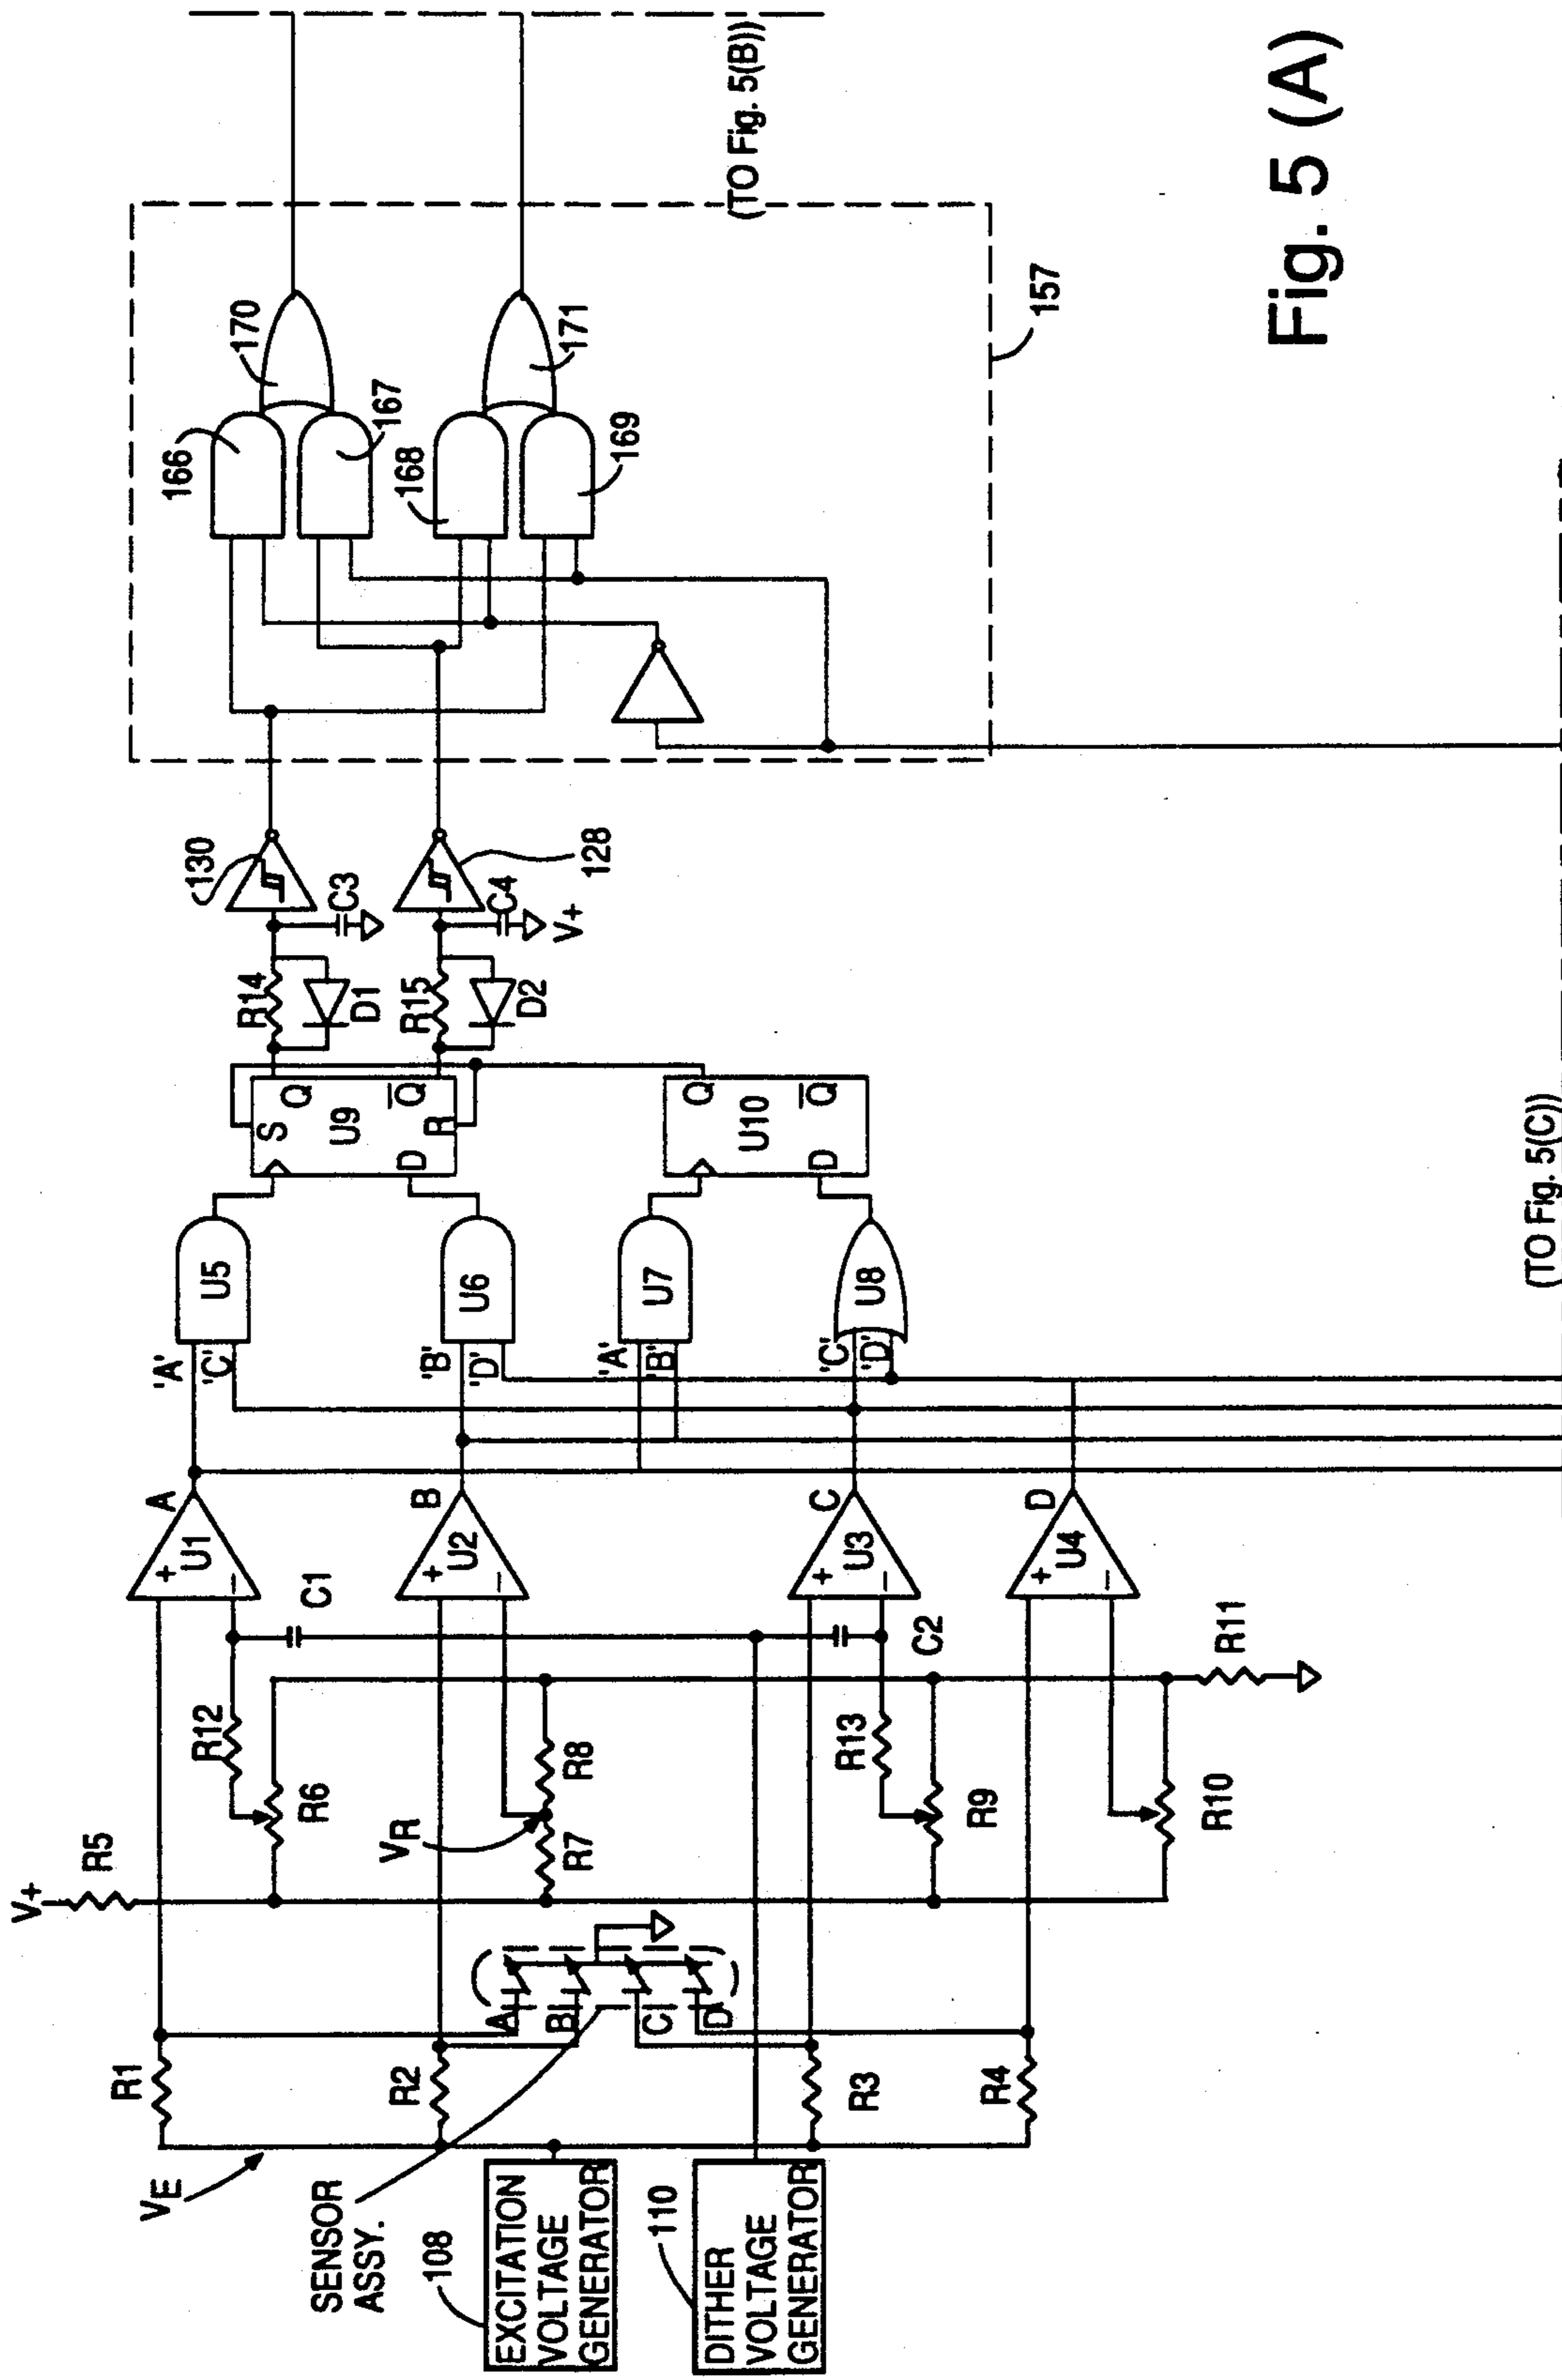 V+
R5
R1
VE
R12
R6
C1
+
U1
−
A
'A'
'C'
U5
S
Q
U9
D
Q
R
R14
D1
C3
130
166
170
167
R2
VR
R7
R8
+
U2
−
B
'B'
'D'
U6
R15
D2
C4
V+
128
168
171
169
SENSOR
ASSY.
A
B
C
D
108
EXCITATION
VOLTAGE
GENERATOR
110
DITHER
VOLTAGE
GENERATOR
'A'
'B'
U7
Q
U10
D
Q
R3
R13
R9
C2
+
U3
−
C
'C'
'D'
U8
R4
R10
R11
+
U4
−
D
(TO Fig. 5(B))
157
(TO Fig. 5(C))
Fig. 5 (A)